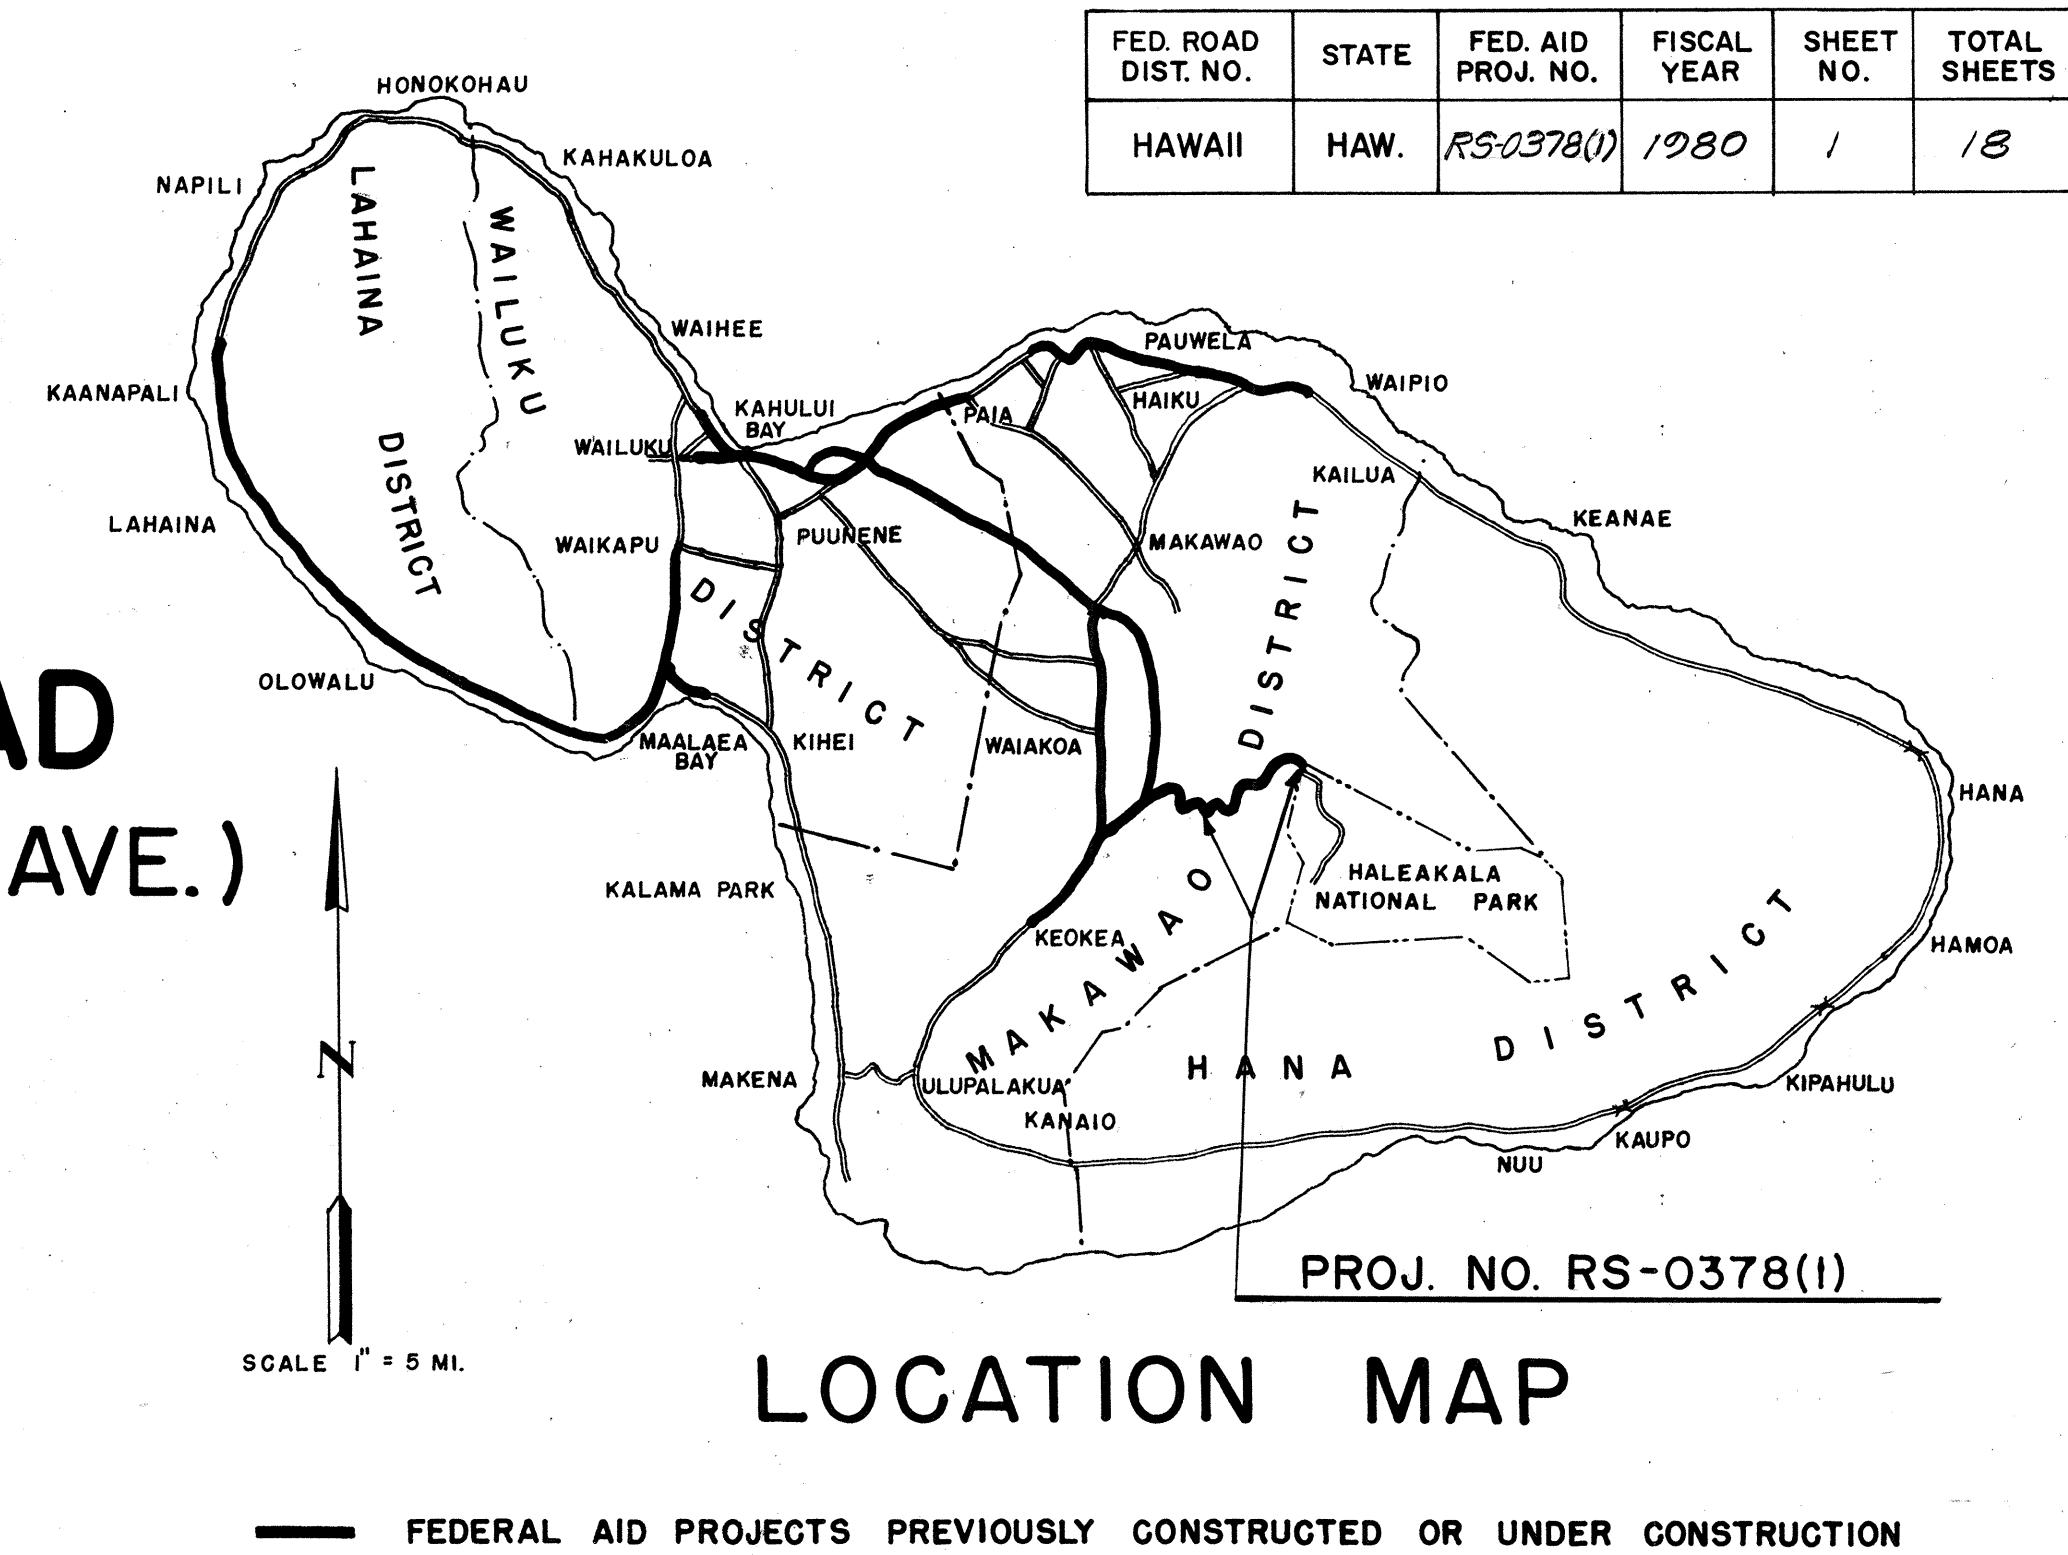 FED. ROAD DIST. NO.
STATE
FED. AID PROJ. NO.
FISCAL YEAR
SHEET NO.
TOTAL SHEETS
HAWAII
HAW.
RS-0378(1)
1980
1
18
HONOKOHAU
KAHAKULOA
NAPILI
LAHAINA DISTRICT
WAILUKU DISTRICT
WAIHEE
KAANAPALI
KAHULUI
BAY
PAUWELA
WAIPIO
PAIA
HAIKU
WAILUKU
KAILUA
LAHAINA
WAIKAPU
PUUNENE
MAKAWAO
KEANAE
OLOWALU
AD
MAALAEA
BAY
KIHEI
WAIAKOA
HANA
AVE.)
KALAMA PARK
HALEAKALA
NATIONAL PARK
KEOKEA
MAKAWAO DISTRICT
HAMOA
HANA DISTRICT
N
MAKENA
ULUPALAKUA
KANAIO
KIPAHULU
KAUPO
NUU
PROJ. NO. RS-0378(1)
SCALE 1" = 5 MI.
LOCATION MAP
FEDERAL AID PROJECTS PREVIOUSLY CONSTRUCTED OR UNDER CONSTRUCTION